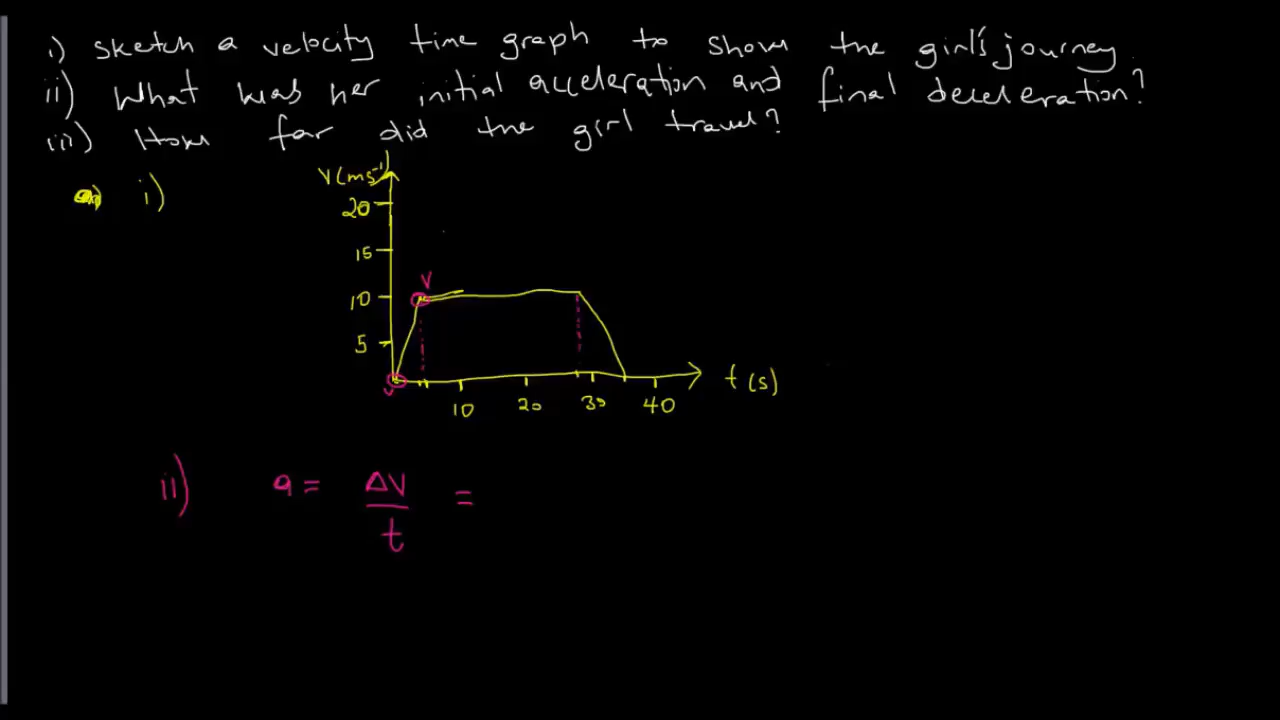 i) sketch a velocity time graph to show the girl's journey.
ii) What was her initial acceleration and final deceleration?
iii) How far did the girl travel?
i)
V (ms⁻¹)
20
15
10
5
V
10 20 30 40
t (s)
ii) a = ΔV/t =